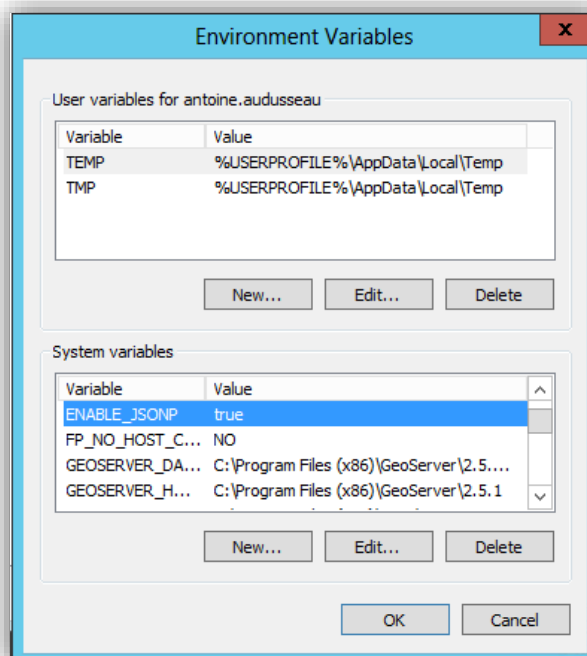 Environment Variables
x
User variables for antoine.audusseau
Variable Value
TEMP %USERPROFILE%\AppData\Local\Temp
TMP %USERPROFILE%\AppData\Local\Temp
New... Edit... Delete
System variables
Variable Value
ENABLE_JSONP true
FP_NO_HOST_C... NO
GEOSERVER_DA... C:\Program Files (x86)\GeoServer\2.5....
GEOSERVER_H... C:\Program Files (x86)\GeoServer\2.5.1
New... Edit... Delete
OK Cancel